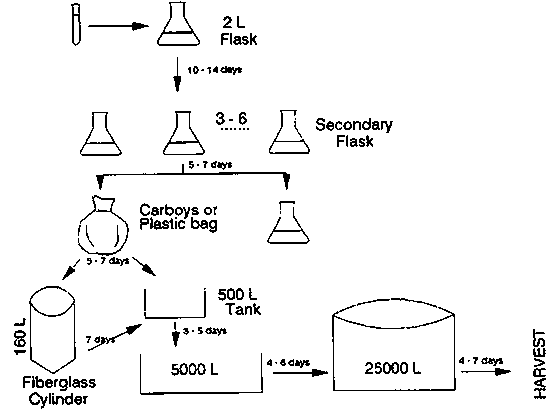 2 L
Flask
10 - 14 days
3 - 6
Secondary
Flask
5 - 7 days
Carboys or
Plastic bag
5 - 7 days
160 L
500 L
Tank
7 days
3 - 5 days
5000 L
4 - 6 days
25000 L
4 - 7 days
HARVEST
Fiberglass
Cylinder